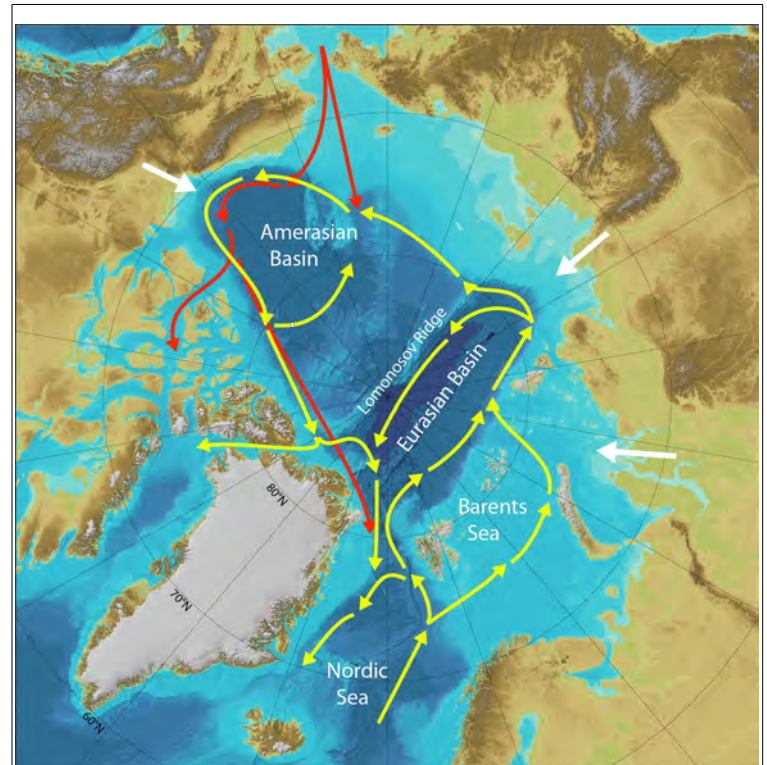 Amerasian
Basin
Lomonosov Ridge
Eurasian Basin
Barents
Sea
80°N
70°N
Nordic
Sea
60°N